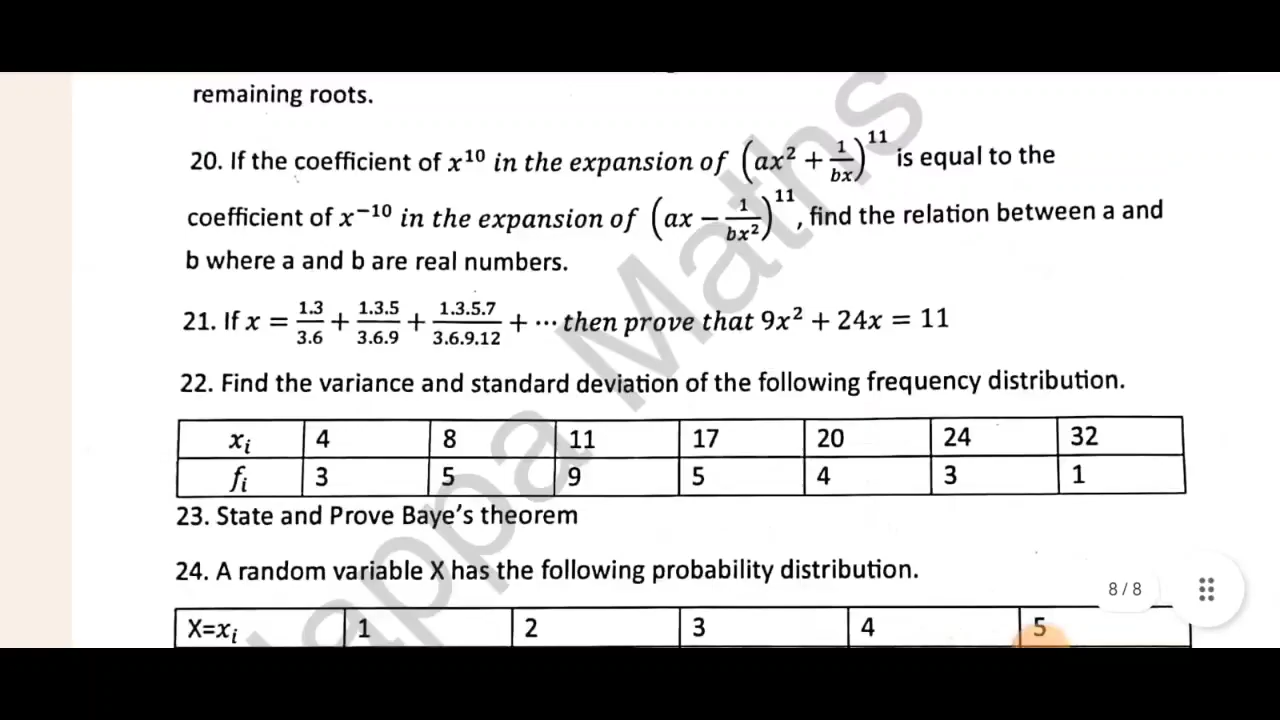 remaining roots.
20. If the coefficient of x¹⁰ in the expansion of (ax² + 1/bx)¹¹ is equal to the
coefficient of x⁻¹⁰ in the expansion of (ax − 1/bx²)¹¹, find the relation between a and
b where a and b are real numbers.
21. If x = 1.3/3.6 + 1.3.5/3.6.9 + 1.3.5.7/3.6.9.12 + ⋯ then prove that 9x² + 24x = 11
22. Find the variance and standard deviation of the following frequency distribution.
xᵢ 4 8 11 17 20 24 32
fᵢ 3 5 9 5 4 3 1
23. State and Prove Baye's theorem
24. A random variable X has the following probability distribution.
8/8
X=xᵢ 1 2 3 4 5
appa Maths